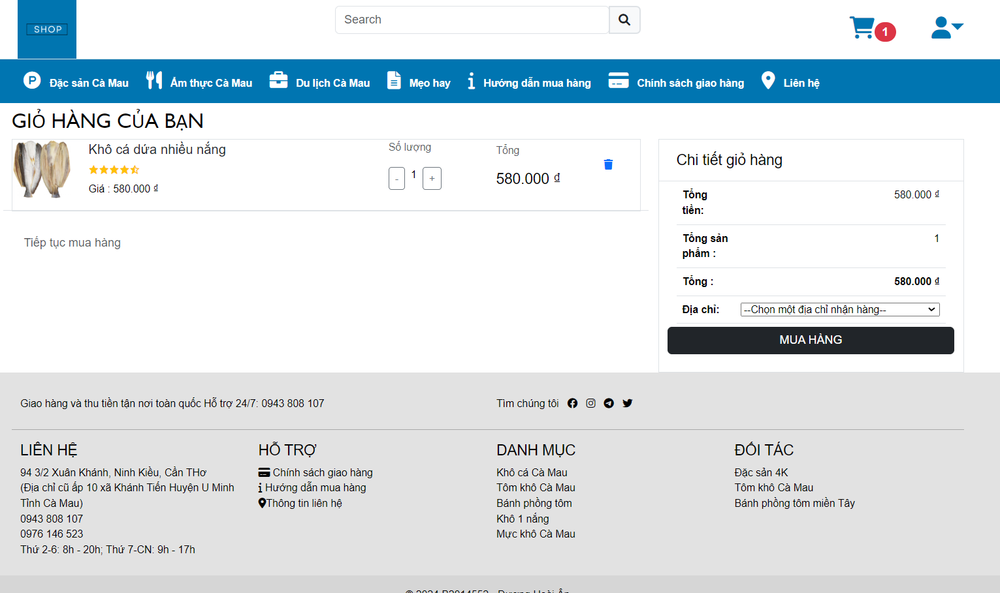 SHOP
Search
1
Đặc sản Cà Mau
Ẩm thực Cà Mau
Du lịch Cà Mau
Mẹo hay
Hướng dẫn mua hàng
Chính sách giao hàng
Liên hệ
GIỎ HÀNG CỦA BẠN
Khô cá dứa nhiều nắng
Giá : 580.000 ₫
Số lượng
- 1 +
Tổng
580.000 ₫
Tiếp tục mua hàng
Chi tiết giỏ hàng
Tổng
tiền:
580.000 ₫
Tổng sản
phẩm :
1
Tổng : 580.000 ₫
Địa chỉ: --Chọn một địa chỉ nhận hàng--
MUA HÀNG
Giao hàng và thu tiền tận nơi toàn quốc Hỗ trợ 24/7: 0943 808 107
Tìm chúng tôi
LIÊN HỆ
94 3/2 Xuân Khánh, Ninh Kiều, Cần THơ
(Địa chỉ cũ ấp 10 xã Khánh Tiến Huyện U Minh
Tỉnh Cà Mau)
0943 808 107
0976 146 523
Thứ 2-6: 8h - 20h; Thứ 7-CN: 9h - 17h
HỖ TRỢ
Chính sách giao hàng
Hướng dẫn mua hàng
Thông tin liên hệ
DANH MỤC
Khô cá Cà Mau
Tôm khô Cà Mau
Bánh phồng tôm
Khô 1 nắng
Mực khô Cà Mau
ĐỐI TÁC
Đặc sản 4K
Tôm khô Cà Mau
Bánh phồng tôm miền Tây
© 2024 B2014552 - Dương Hoài Ân